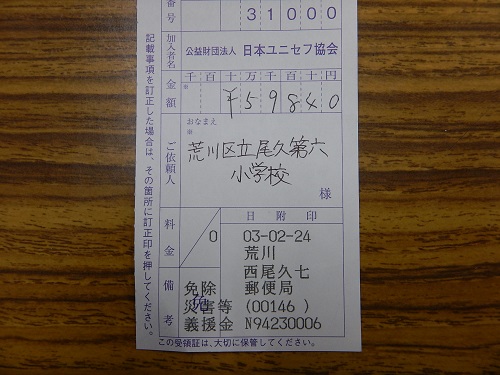 番号
31000
加入者名
公益財団法人 日本ユニセフ協会
金額
千百十万千百十円
※
¥59840
おなまえ
※
ご依頼人
荒川区立尾久第六
小学校
様
料金
0
日附印
03-02-24
荒川
西尾久七
郵便局
(00146 )
N94230006
備考
免除
災害等
義援金
記載事項を訂正した場合は、その箇所に訂正印を押してください。
この受領証は、大切に保管してください。